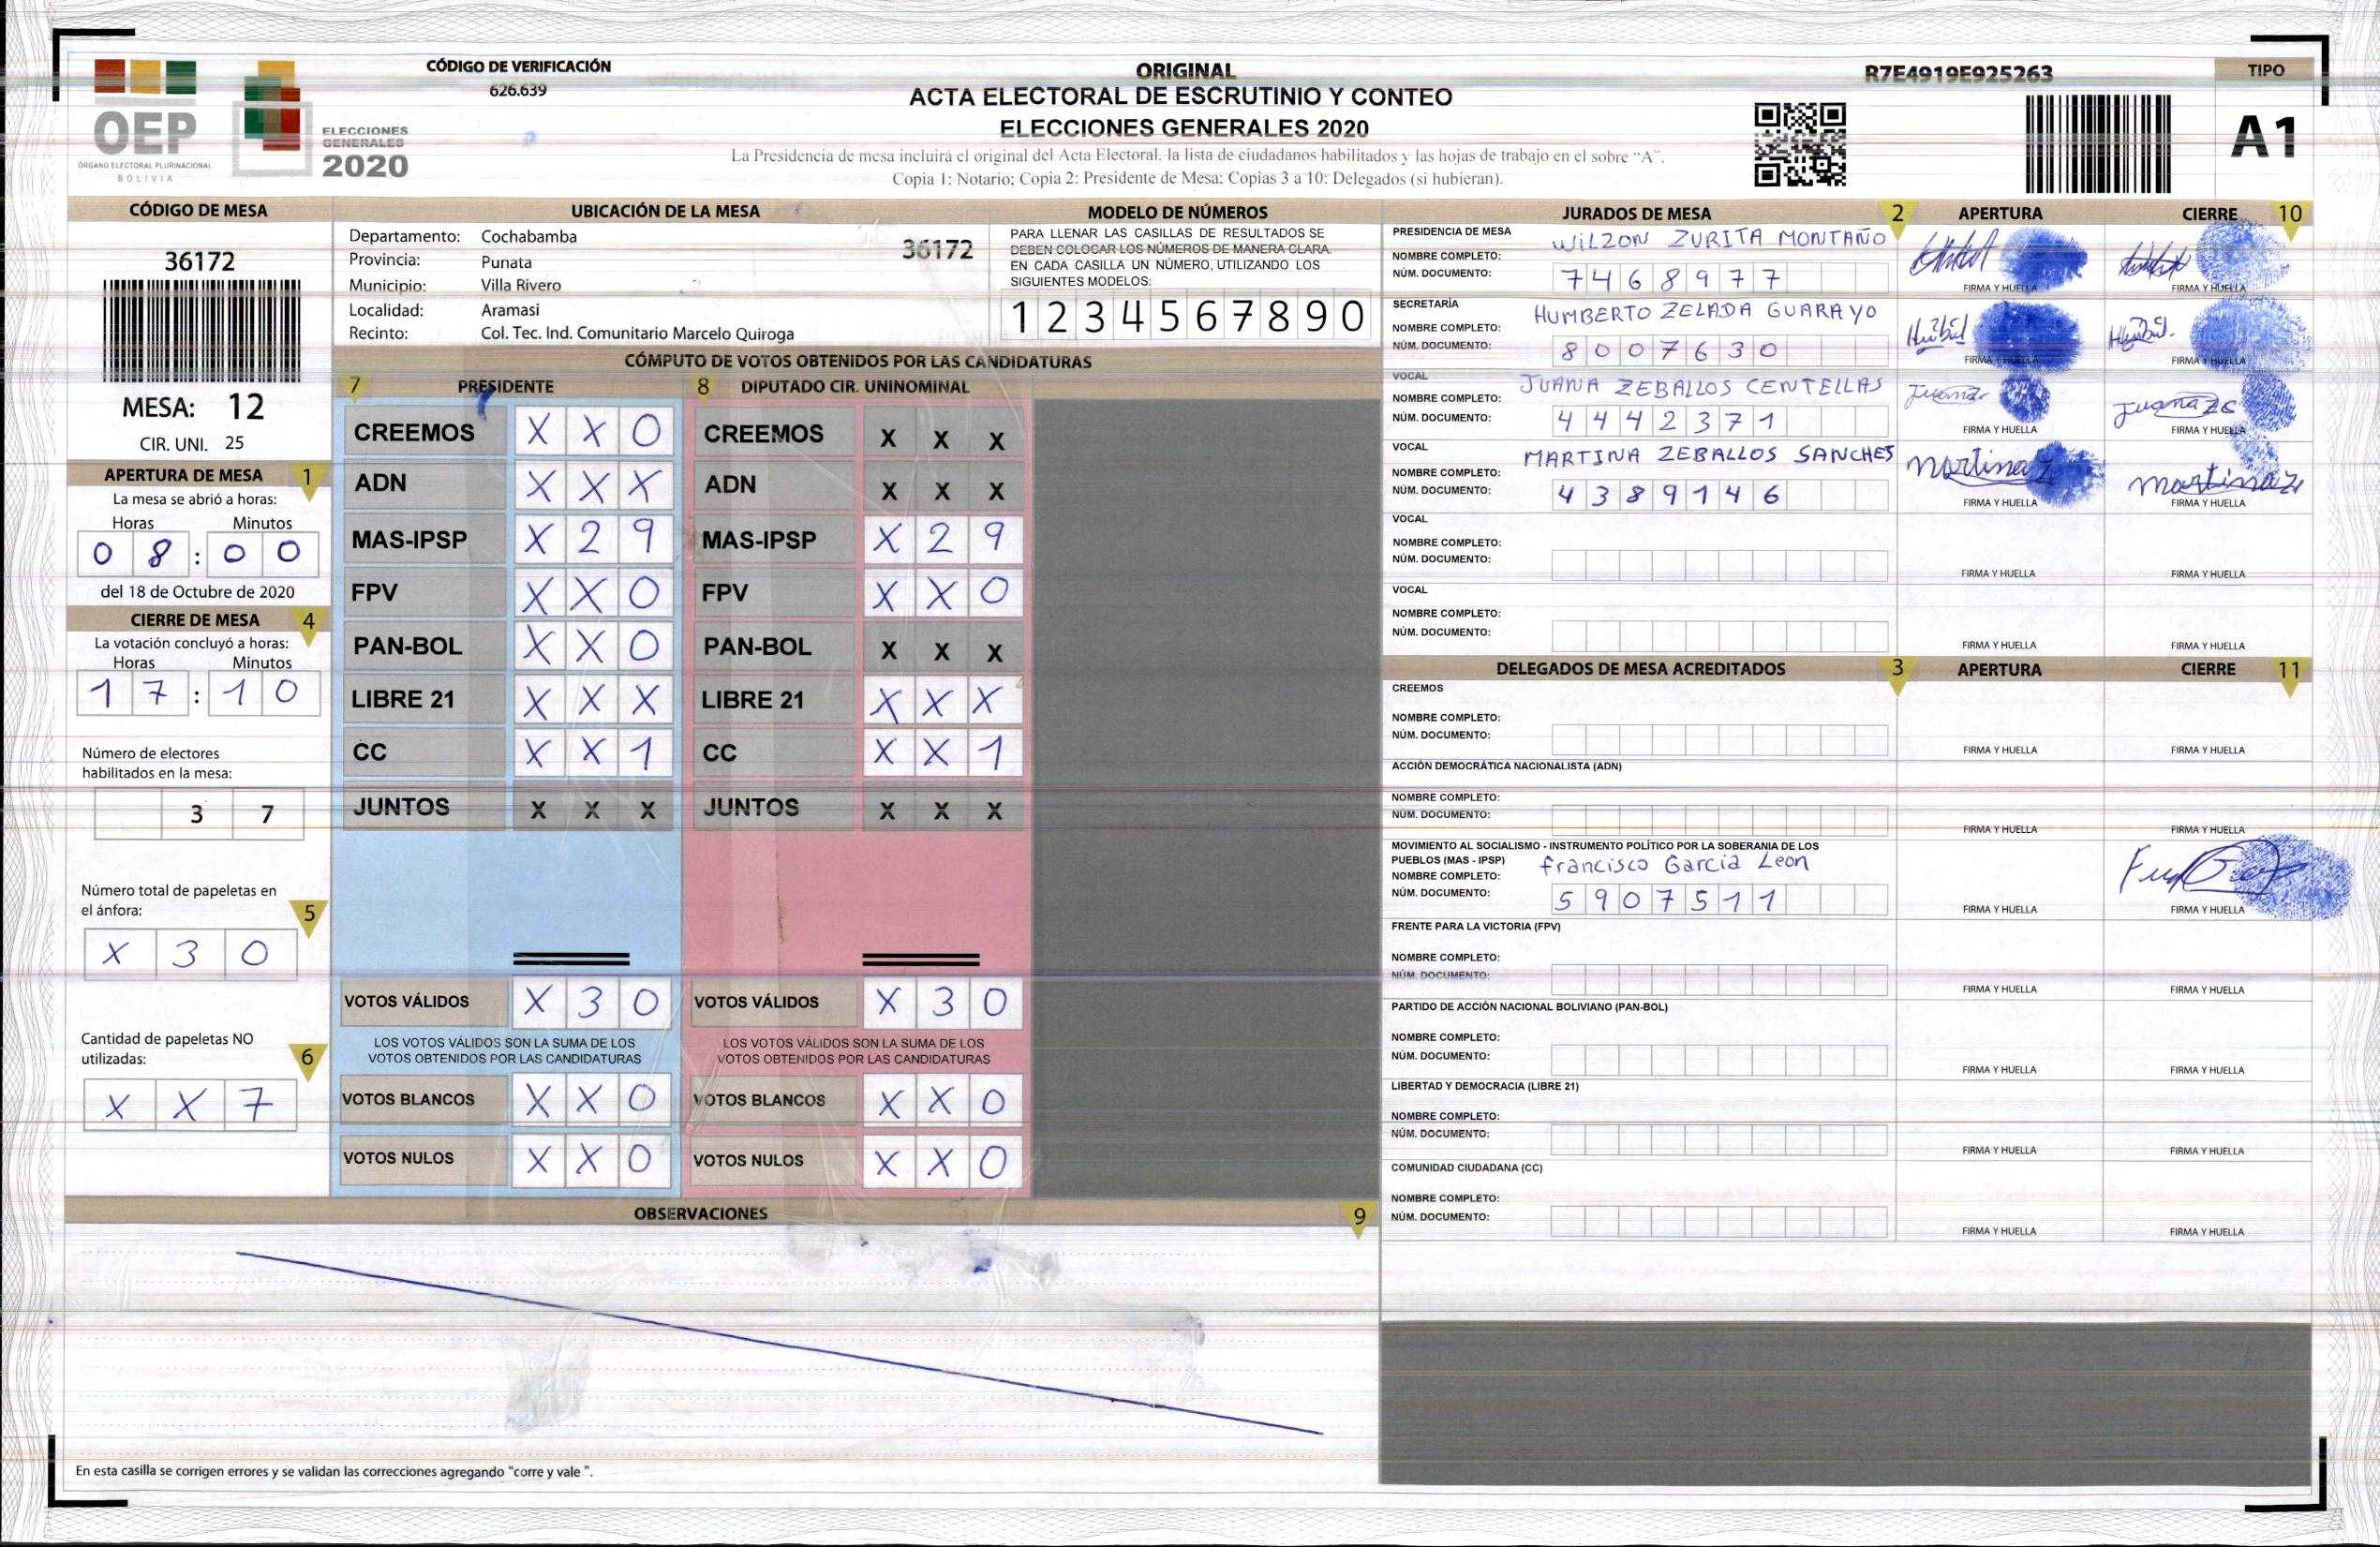 CÓDIGO DE VERIFICACIÓN
626.639
ORIGINAL
ACTA ELECTORAL DE ESCRUTINIO Y CONTEO
ELECCIONES GENERALES 2020
La Presidencia de mesa incluirá el original del Acta Electoral, la lista de ciudadanos habilitados y las hojas de trabajo en el sobre "A".
Copia 1: Notario; Copia 2: Presidente de Mesa; Copias 3 a 10: Delegados (si hubieran).
R7E4919E925263
TIPO
A1
OEP
ÓRGANO ELECTORAL PLURINACIONAL
BOLIVIA
ELECCIONES
GENERALES
2020
CÓDIGO DE MESA
36172
MESA: 12
CIR. UNI. 25
APERTURA DE MESA 1
La mesa se abrió a horas:
Horas Minutos
0 8 : 0 0
del 18 de Octubre de 2020
CIERRE DE MESA 4
La votación concluyó a horas:
Horas Minutos
1 7 : 1 0
Número de electores
habilitados en la mesa:
3 7
Número total de papeletas en
el ánfora: 5
X 3 0
Cantidad de papeletas NO
utilizadas: 6
X X 7
UBICACIÓN DE LA MESA
Departamento: Cochabamba
36172
Provincia: Punata
Municipio: Villa Rivero
Localidad: Aramasi
Recinto: Col. Tec. Ind. Comunitario Marcelo Quiroga
MODELO DE NÚMEROS
PARA LLENAR LAS CASILLAS DE RESULTADOS SE
DEBEN COLOCAR LOS NÚMEROS DE MANERA CLARA.
EN CADA CASILLA UN NÚMERO, UTILIZANDO LOS
SIGUIENTES MODELOS:
1 2 3 4 5 6 7 8 9 0
CÓMPUTO DE VOTOS OBTENIDOS POR LAS CANDIDATURAS
7 PRESIDENTE 8 DIPUTADO CIR. UNINOMINAL
CREEMOS X X 0 CREEMOS X X X
ADN X X X ADN X X X
MAS-IPSP X 2 9 MAS-IPSP X 2 9
FPV X X 0 FPV X X 0
PAN-BOL X X 0 PAN-BOL X X X
LIBRE 21 X X X LIBRE 21 X X X
CC X X 1 CC X X 1
JUNTOS X X X JUNTOS X X X
VOTOS VÁLIDOS X 3 0 VOTOS VÁLIDOS X 3 0
LOS VOTOS VÁLIDOS SON LA SUMA DE LOS LOS VOTOS VÁLIDOS SON LA SUMA DE LOS
VOTOS OBTENIDOS POR LAS CANDIDATURAS VOTOS OBTENIDOS POR LAS CANDIDATURAS
VOTOS BLANCOS X X 0 VOTOS BLANCOS X X 0
VOTOS NULOS X X 0 VOTOS NULOS X X 0
OBSERVACIONES 9
En esta casilla se corrigen errores y se validan las correcciones agregando "corre y vale ".
JURADOS DE MESA 2 APERTURA CIERRE 10
PRESIDENCIA DE MESA
WILZON ZURITA MONTAÑO
NOMBRE COMPLETO:
NÚM. DOCUMENTO: 7 4 6 8 9 7 7
FIRMA Y HUELLA FIRMA Y HUELLA
SECRETARÍA
HUMBERTO ZELADA GUARAYO
NOMBRE COMPLETO:
NÚM. DOCUMENTO: 8 0 0 7 6 3 0
FIRMA Y HUELLA FIRMA Y HUELLA
VOCAL
JUANA ZEBALLOS CENTELLAS
Juana Juana ZC
NOMBRE COMPLETO:
NÚM. DOCUMENTO: 4 4 4 2 3 7 1
FIRMA Y HUELLA FIRMA Y HUELLA
VOCAL
MARTINA ZEBALLOS SANCHES
Martina Z martina Z
NOMBRE COMPLETO:
NÚM. DOCUMENTO: 4 3 8 9 1 4 6
FIRMA Y HUELLA FIRMA Y HUELLA
VOCAL
NOMBRE COMPLETO:
NÚM. DOCUMENTO:
FIRMA Y HUELLA FIRMA Y HUELLA
VOCAL
NOMBRE COMPLETO:
NÚM. DOCUMENTO:
FIRMA Y HUELLA FIRMA Y HUELLA
DELEGADOS DE MESA ACREDITADOS 3 APERTURA CIERRE 11
CREEMOS
NOMBRE COMPLETO:
NÚM. DOCUMENTO:
FIRMA Y HUELLA FIRMA Y HUELLA
ACCIÓN DEMOCRÁTICA NACIONALISTA (ADN)
NOMBRE COMPLETO:
NÚM. DOCUMENTO:
FIRMA Y HUELLA FIRMA Y HUELLA
MOVIMIENTO AL SOCIALISMO - INSTRUMENTO POLÍTICO POR LA SOBERANIA DE LOS
PUEBLOS (MAS - IPSP) Francisco Garcia Leon
NOMBRE COMPLETO:
NÚM. DOCUMENTO: 5 9 0 7 5 1 1
FIRMA Y HUELLA FIRMA Y HUELLA
FRENTE PARA LA VICTORIA (FPV)
NOMBRE COMPLETO:
NÚM. DOCUMENTO:
FIRMA Y HUELLA FIRMA Y HUELLA
PARTIDO DE ACCIÓN NACIONAL BOLIVIANO (PAN-BOL)
NOMBRE COMPLETO:
NÚM. DOCUMENTO:
FIRMA Y HUELLA FIRMA Y HUELLA
LIBERTAD Y DEMOCRACIA (LIBRE 21)
NOMBRE COMPLETO:
NÚM. DOCUMENTO:
FIRMA Y HUELLA FIRMA Y HUELLA
COMUNIDAD CIUDADANA (CC)
NOMBRE COMPLETO:
NÚM. DOCUMENTO:
FIRMA Y HUELLA FIRMA Y HUELLA